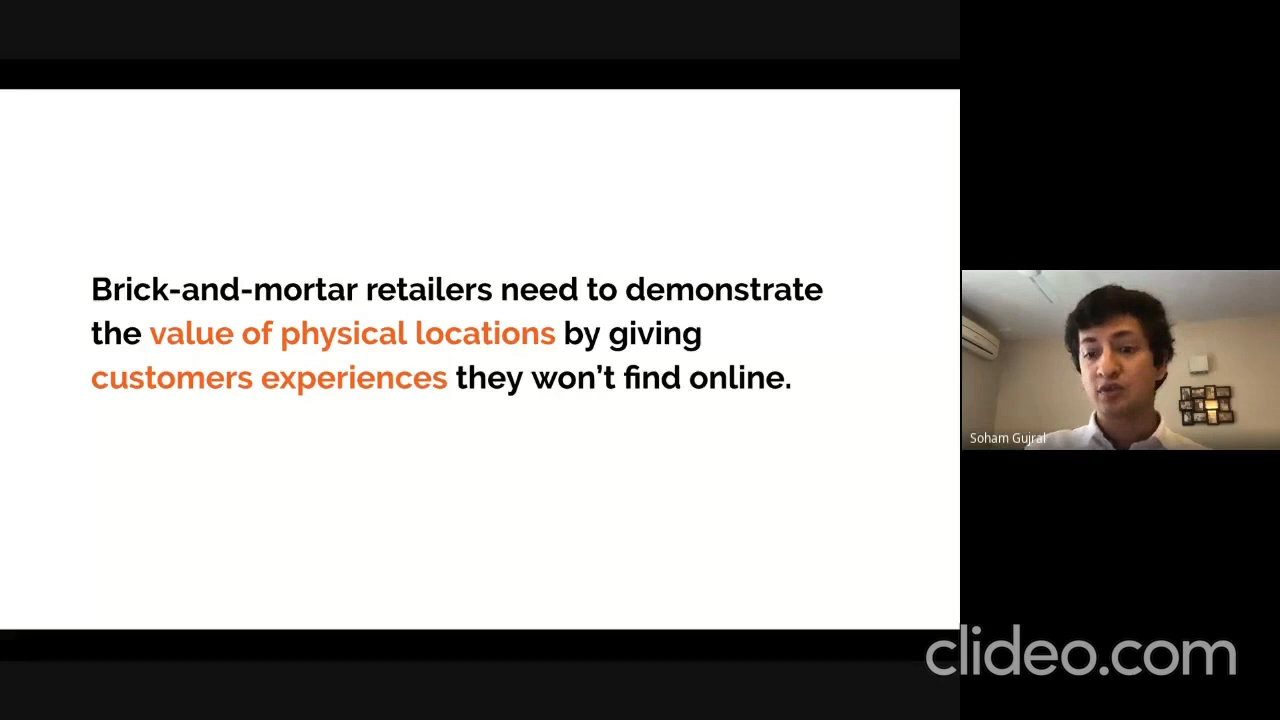 Brick-and-mortar retailers need to demonstrate
the value of physical locations by giving
customers experiences they won’t find online.
Soham Gujral
clideo.com